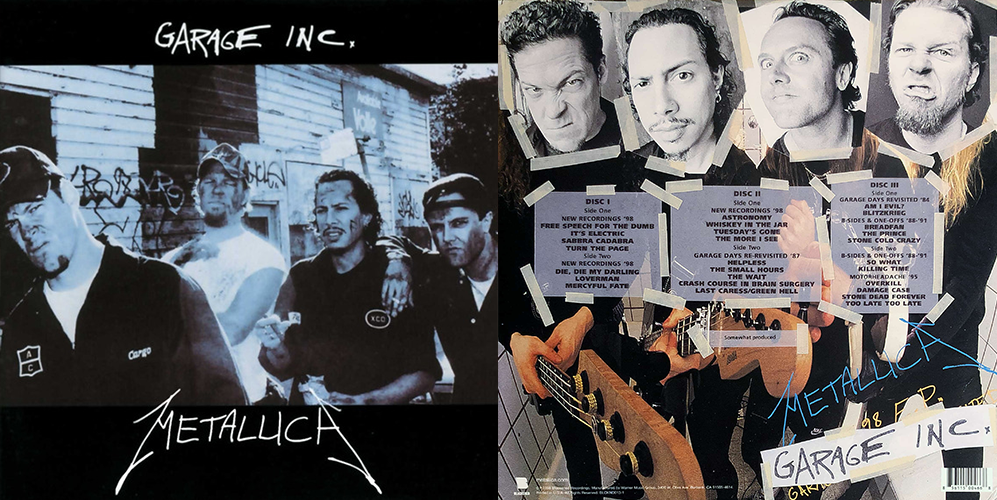 GARAGE INC.
A
C
Cargo
XCD
METALLICA
DISC I
Side One
NEW RECORDINGS '98
FREE SPEECH FOR THE DUMB
IT'S ELECTRIC
SABBRA CADABRA
TURN THE PAGE
Side Two
NEW RECORDINGS '98
DIE, DIE MY DARLING
LOVERMAN
MERCYFUL FATE
DISC II
Side One
NEW RECORDINGS '98
ASTRONOMY
WHISKEY IN THE JAR
TUESDAY'S GONE
THE MORE I SEE
Side Two
GARAGE DAYS RE-REVISITED '87
HELPLESS
THE SMALL HOURS
THE WAIT
CRASH COURSE IN BRAIN SURGERY
LAST CARESS/GREEN HELL
DISC III
Side One
GARAGE DAYS REVISITED '84
AM I EVIL?
BLITZKRIEG
B-SIDES & ONE-OFFS '88-'91
BREADFAN
THE PRINCE
STONE COLD CRAZY
Side Two
B-SIDES & ONE-OFFS '88-'91
SO WHAT
KILLING TIME
MOTORHEADACHE '95
OVERKILL
DAMAGE CASE
STONE DEAD FOREVER
TOO LATE TOO LATE
Somewhat produced
METALLICA
98 E.P.
GARAGE INC.